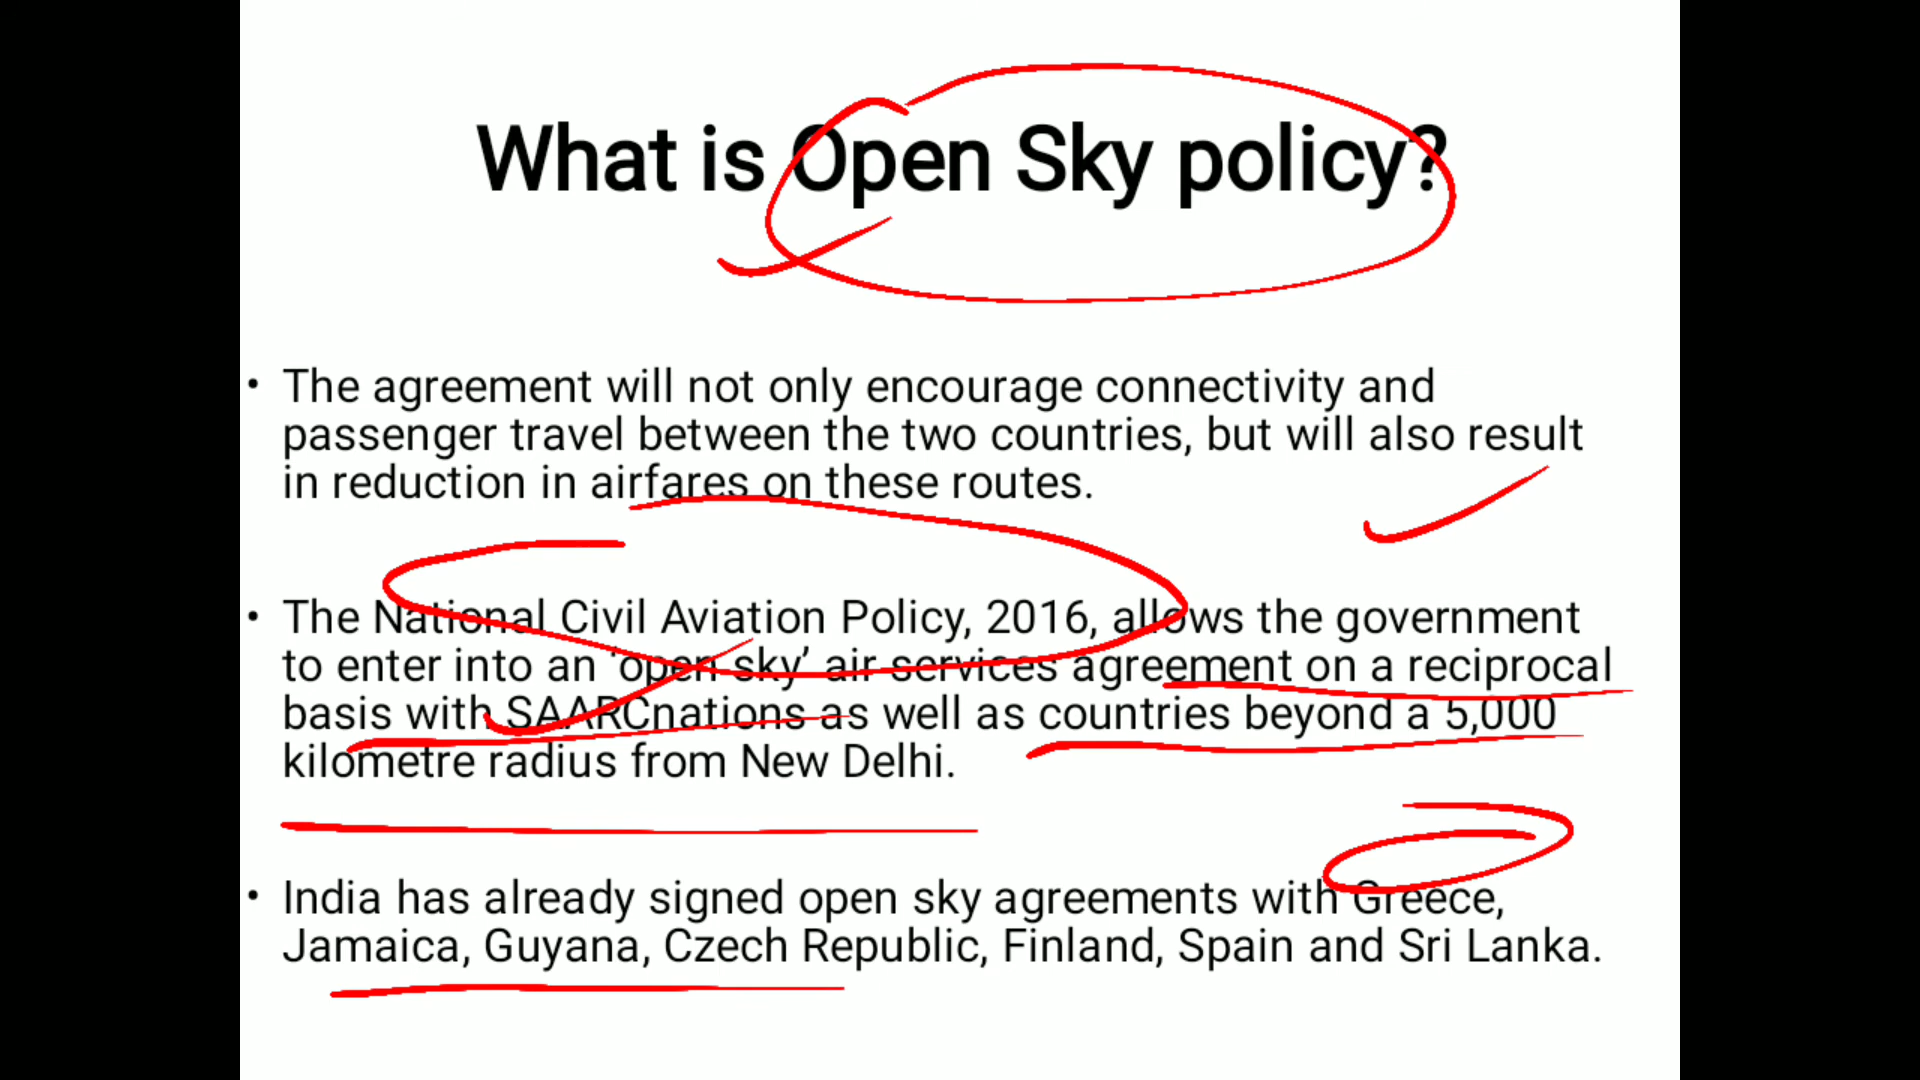 What is Open Sky policy?
• The agreement will not only encourage connectivity and
passenger travel between the two countries, but will also result
in reduction in airfares on these routes.
• The National Civil Aviation Policy, 2016, allows the government
to enter into an ‘open sky’ air services agreement on a reciprocal
basis with SAARCnations as well as countries beyond a 5,000
kilometre radius from New Delhi.
• India has already signed open sky agreements with Greece,
Jamaica, Guyana, Czech Republic, Finland, Spain and Sri Lanka.